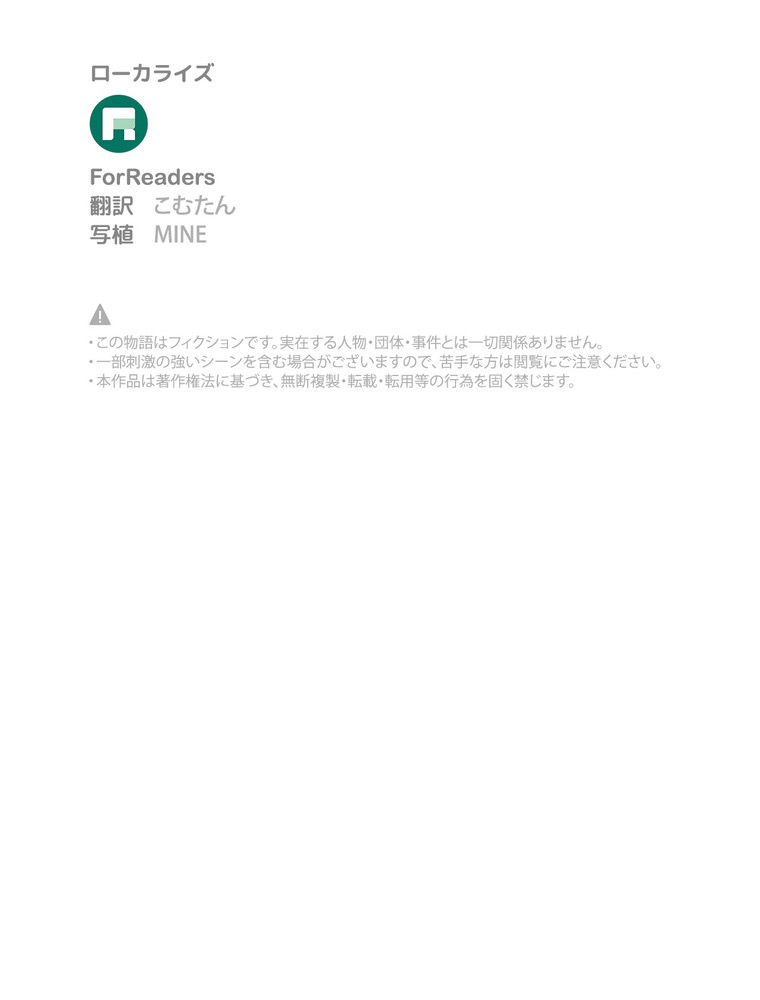 ローカライズ
ForReaders
翻訳 こむたん
写植 MINE
・この物語はフィクションです。実在する人物・団体・事件とは一切関係ありません。
・一部刺激の強いシーンを含む場合がございますので、苦手な方は閲覧にご注意ください。
・本作品は著作権法に基づき、無断複製・転載・転用等の行為を固く禁じます。